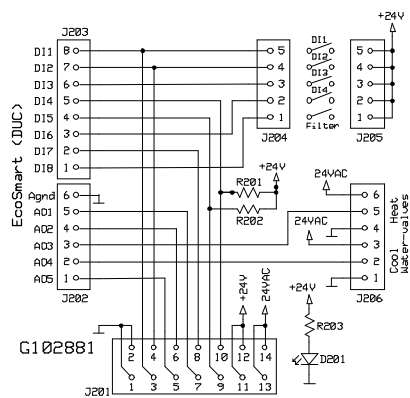 +24V
J203
DI1 8 5 DI1 5
DI2 7 4 DI2 4
DI3 6 3 DI3 3
DI4 5 2 DI4 2
DI5 4 1 Filter 1
DI6 3 J204 J205
DI7 2
DI8 1
EcoSmart (DUC)
+24V
R201
R202
24VAC
Agnd 6 6
AO1 5 5
AO2 4 24VAC 4
AO3 3 3
AO4 2 2
AO5 1 1
J202 J206
Cool Heat
Water-valves
+24V
24VAC
+24V
R203
D201
G102881
2 4 6 8 10 12 14
1 3 5 7 9 11 13
J201